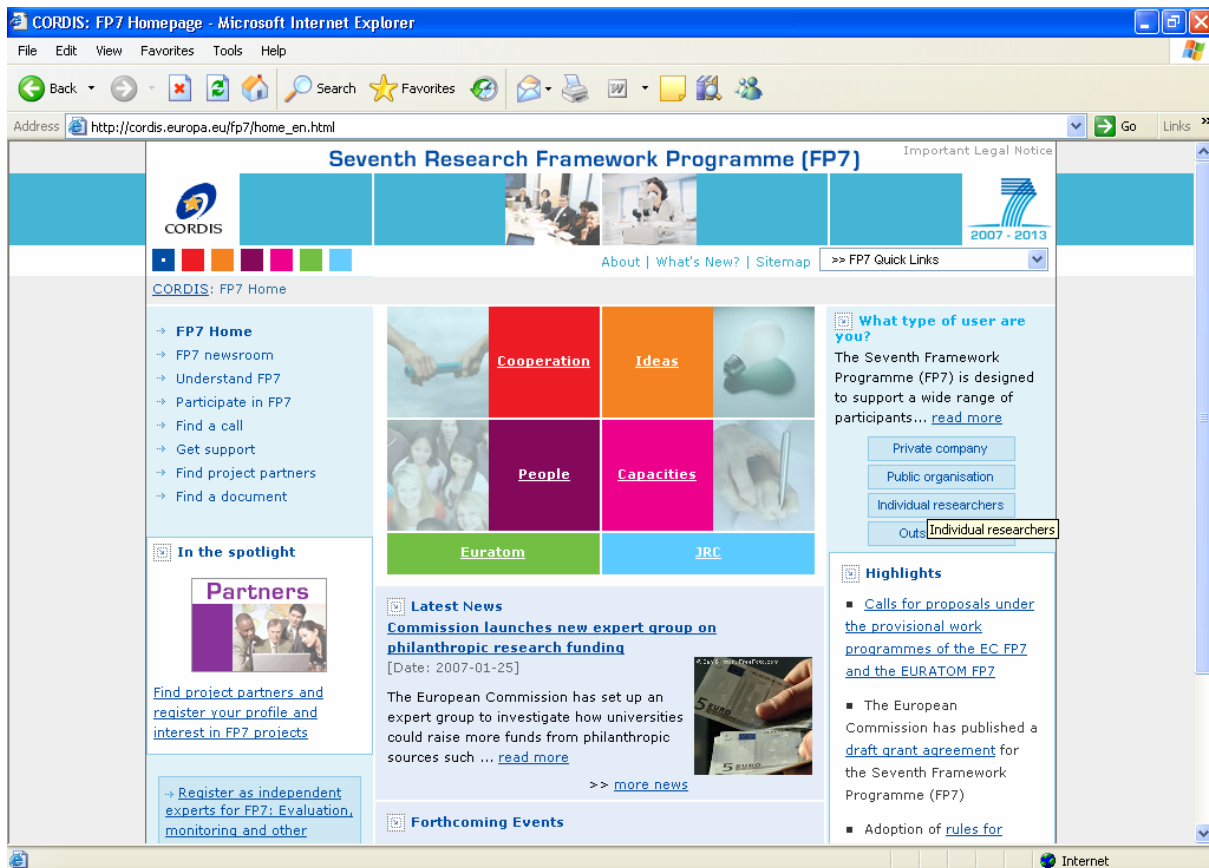 CORDIS: FP7 Homepage - Microsoft Internet Explorer
File Edit View Favorites Tools Help
Back Search Favorites
Address http://cordis.europa.eu/fp7/home_en.html Go Links »
Important Legal Notice
Seventh Research Framework Programme (FP7)
CORDIS
7
2007 - 2013
About | What's New? | Sitemap >> FP7 Quick Links
CORDIS: FP7 Home
FP7 Home
FP7 newsroom
Understand FP7
Participate in FP7
Find a call
Get support
Find project partners
Find a document
In the spotlight
Partners
Find project partners and
register your profile and
interest in FP7 projects
Register as independent
experts for FP7: Evaluation,
monitoring and other
Cooperation
Ideas
People
Capacities
Euratom
JRC
Latest News
Commission launches new expert group on
philanthropic research funding
[Date: 2007-01-25]
The European Commission has set up an
expert group to investigate how universities
could raise more funds from philanthropic
sources such ... read more
5 EURO
5 EURO
>> more news
Forthcoming Events
What type of user are
you?
The Seventh Framework
Programme (FP7) is designed
to support a wide range of
participants... read more
Private company
Public organisation
Individual researchers
Outs
Individual researchers
Highlights
■ Calls for proposals under
the provisional work
programmes of the EC FP7
and the EURATOM FP7
■ The European
Commission has published a
draft grant agreement for
the Seventh Framework
Programme (FP7)
■ Adoption of rules for
Internet